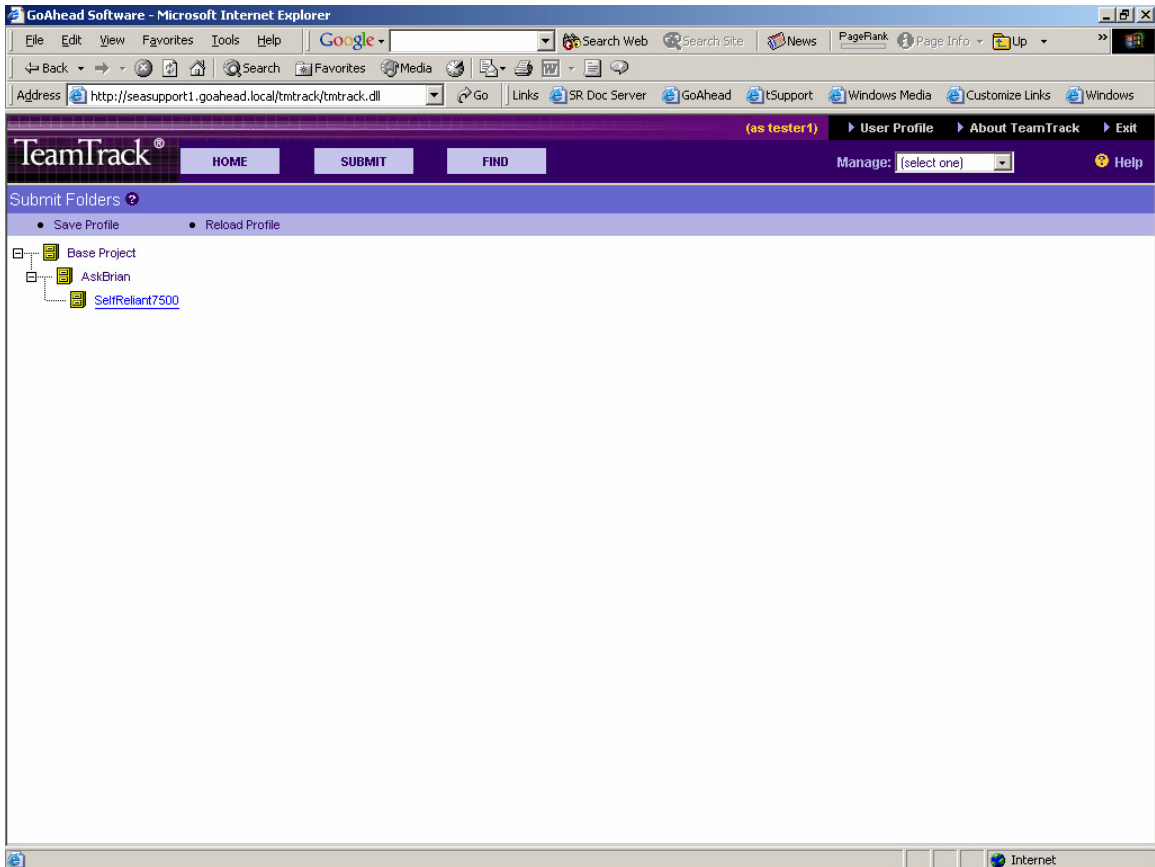 GoAhead Software - Microsoft Internet Explorer
File Edit View Favorites Tools Help Google Search Web Search Site News PageRank Page Info Up »
Back Search Favorites Media
Address http://seasupport1.goahead.local/tmtrack/tmtrack.dll Go Links SR Doc Server GoAhead tSupport Windows Media Customize Links Windows
(as tester1) User Profile About TeamTrack Exit
TeamTrack® HOME SUBMIT FIND Manage: (select one) Help
Submit Folders ?
• Save Profile • Reload Profile
Base Project
AskBrian
SelfReliant7500
Internet